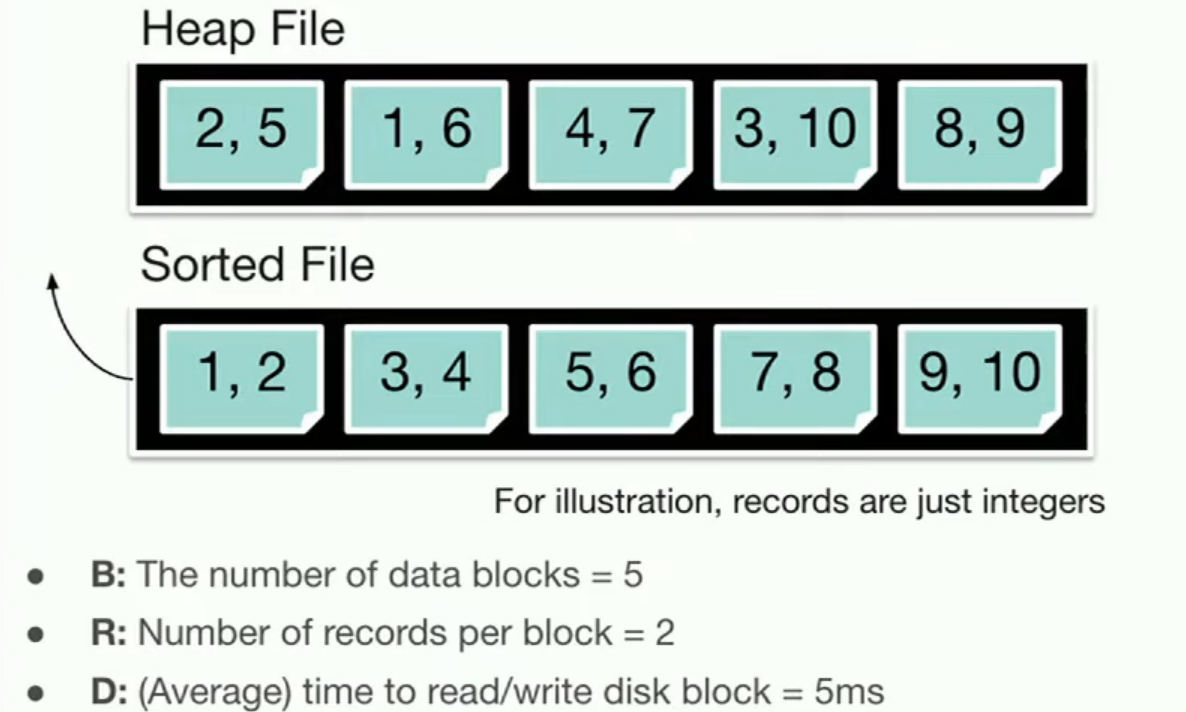 Heap File
2, 5 1, 6 4, 7 3, 10 8, 9
Sorted File
1, 2 3, 4 5, 6 7, 8 9, 10
For illustration, records are just integers
● B: The number of data blocks = 5
● R: Number of records per block = 2
● D: (Average) time to read/write disk block = 5ms